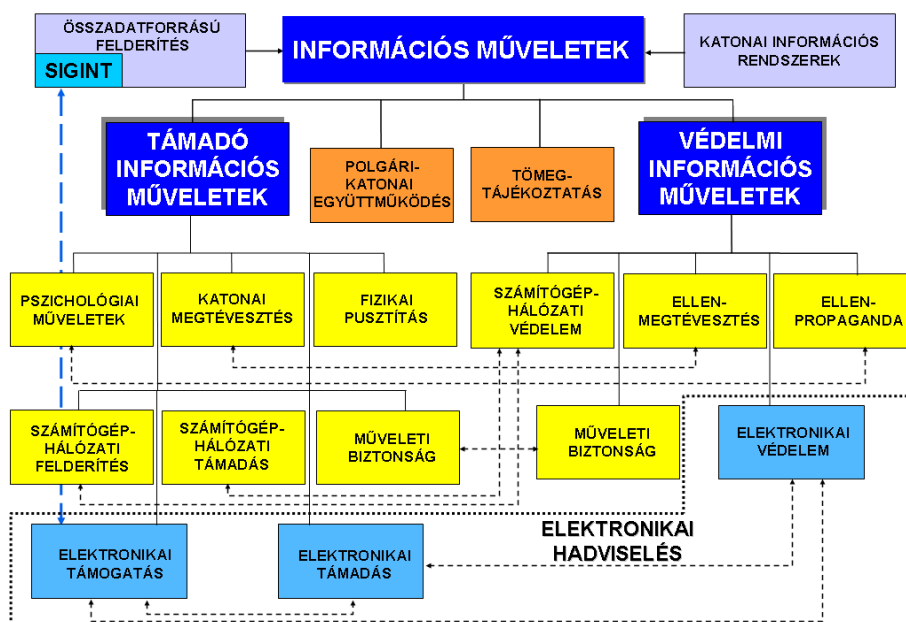 ÖSSZADATFORRÁSÚ
FELDERÍTÉS
SIGINT
INFORMÁCIÓS MŰVELETEK
KATONAI INFORMÁCIÓS
RENDSZEREK
TÁMADÓ
INFORMÁCIÓS
MŰVELETEK
POLGÁRI-
KATONAI
EGYÜTTMŰKÖDÉS
TÖMEG-
TÁJÉKOZTATÁS
VÉDELMI
INFORMÁCIÓS
MŰVELETEK
PSZICHOLÓGIAI
MŰVELETEK
KATONAI
MEGTÉVESZTÉS
FIZIKAI
PUSZTÍTÁS
SZÁMÍTÓGÉP-
HÁLÓZATI
VÉDELEM
ELLEN-
MEGTÉVESZTÉS
ELLEN-
PROPAGANDA
SZÁMÍTÓGÉP-
HÁLÓZATI
FELDERÍTÉS
SZÁMÍTÓGÉP-
HÁLÓZATI
TÁMADÁS
MŰVELETI
BIZTONSÁG
MŰVELETI
BIZTONSÁG
ELEKTRONIKAI
VÉDELEM
ELEKTRONIKAI
HADVISELÉS
ELEKTRONIKAI
TÁMOGATÁS
ELEKTRONIKAI
TÁMADÁS